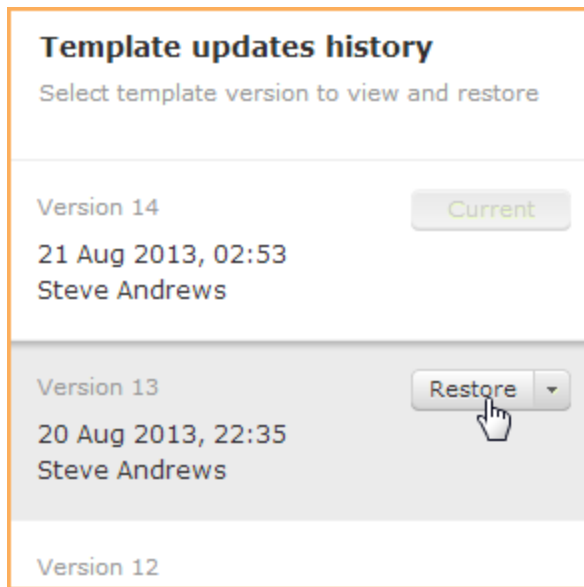 Template updates history
Select template version to view and restore
Version 14
Current
21 Aug 2013, 02:53
Steve Andrews
Version 13
Restore
20 Aug 2013, 22:35
Steve Andrews
Version 12